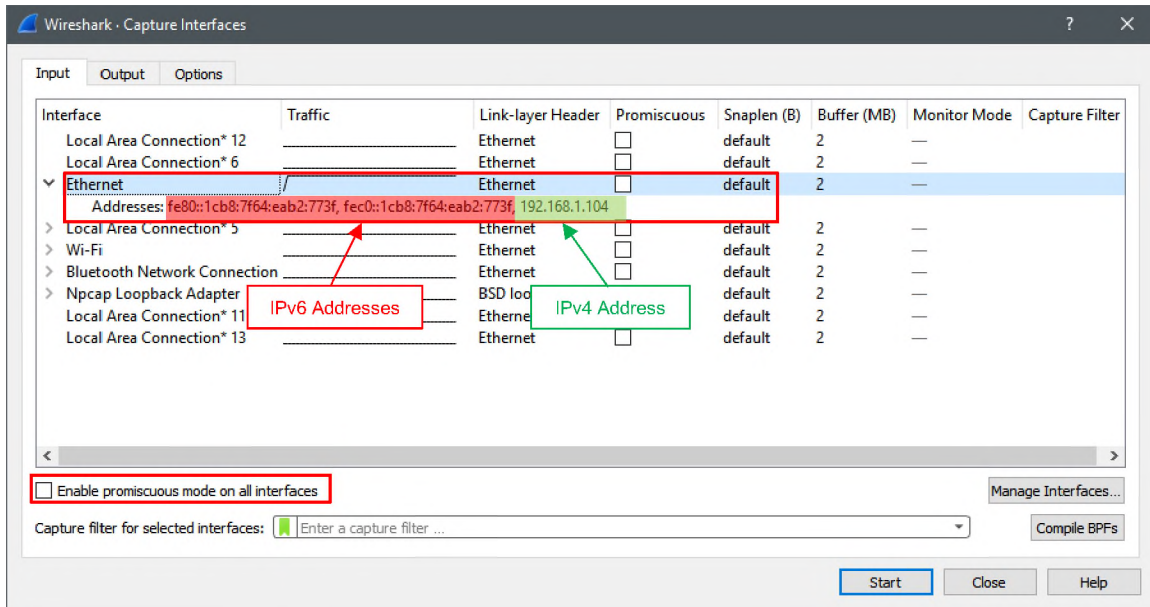 Wireshark · Capture Interfaces ? ×
Input Output Options
Interface Traffic Link-layer Header Promiscuous Snaplen (B) Buffer (MB) Monitor Mode Capture Filter
Local Area Connection* 12 Ethernet default 2 —
Local Area Connection* 6 Ethernet default 2 —
Ethernet Ethernet default 2 —
Addresses: fe80::1cb8:7f64:eab2:773f, fec0::1cb8:7f64:eab2:773f, 192.168.1.104
Local Area Connection* 5 Ethernet default 2 —
Wi-Fi Ethernet default 2 —
Bluetooth Network Connection Ethernet default 2 —
Npcap Loopback Adapter BSD loo default 2 —
IPv6 Addresses IPv4 Address
Local Area Connection* 11 Etherne default 2 —
Local Area Connection* 13 Ethernet default 2 —
Enable promiscuous mode on all interfaces Manage Interfaces...
Capture filter for selected interfaces: Enter a capture filter ... Compile BPFs
Start Close Help